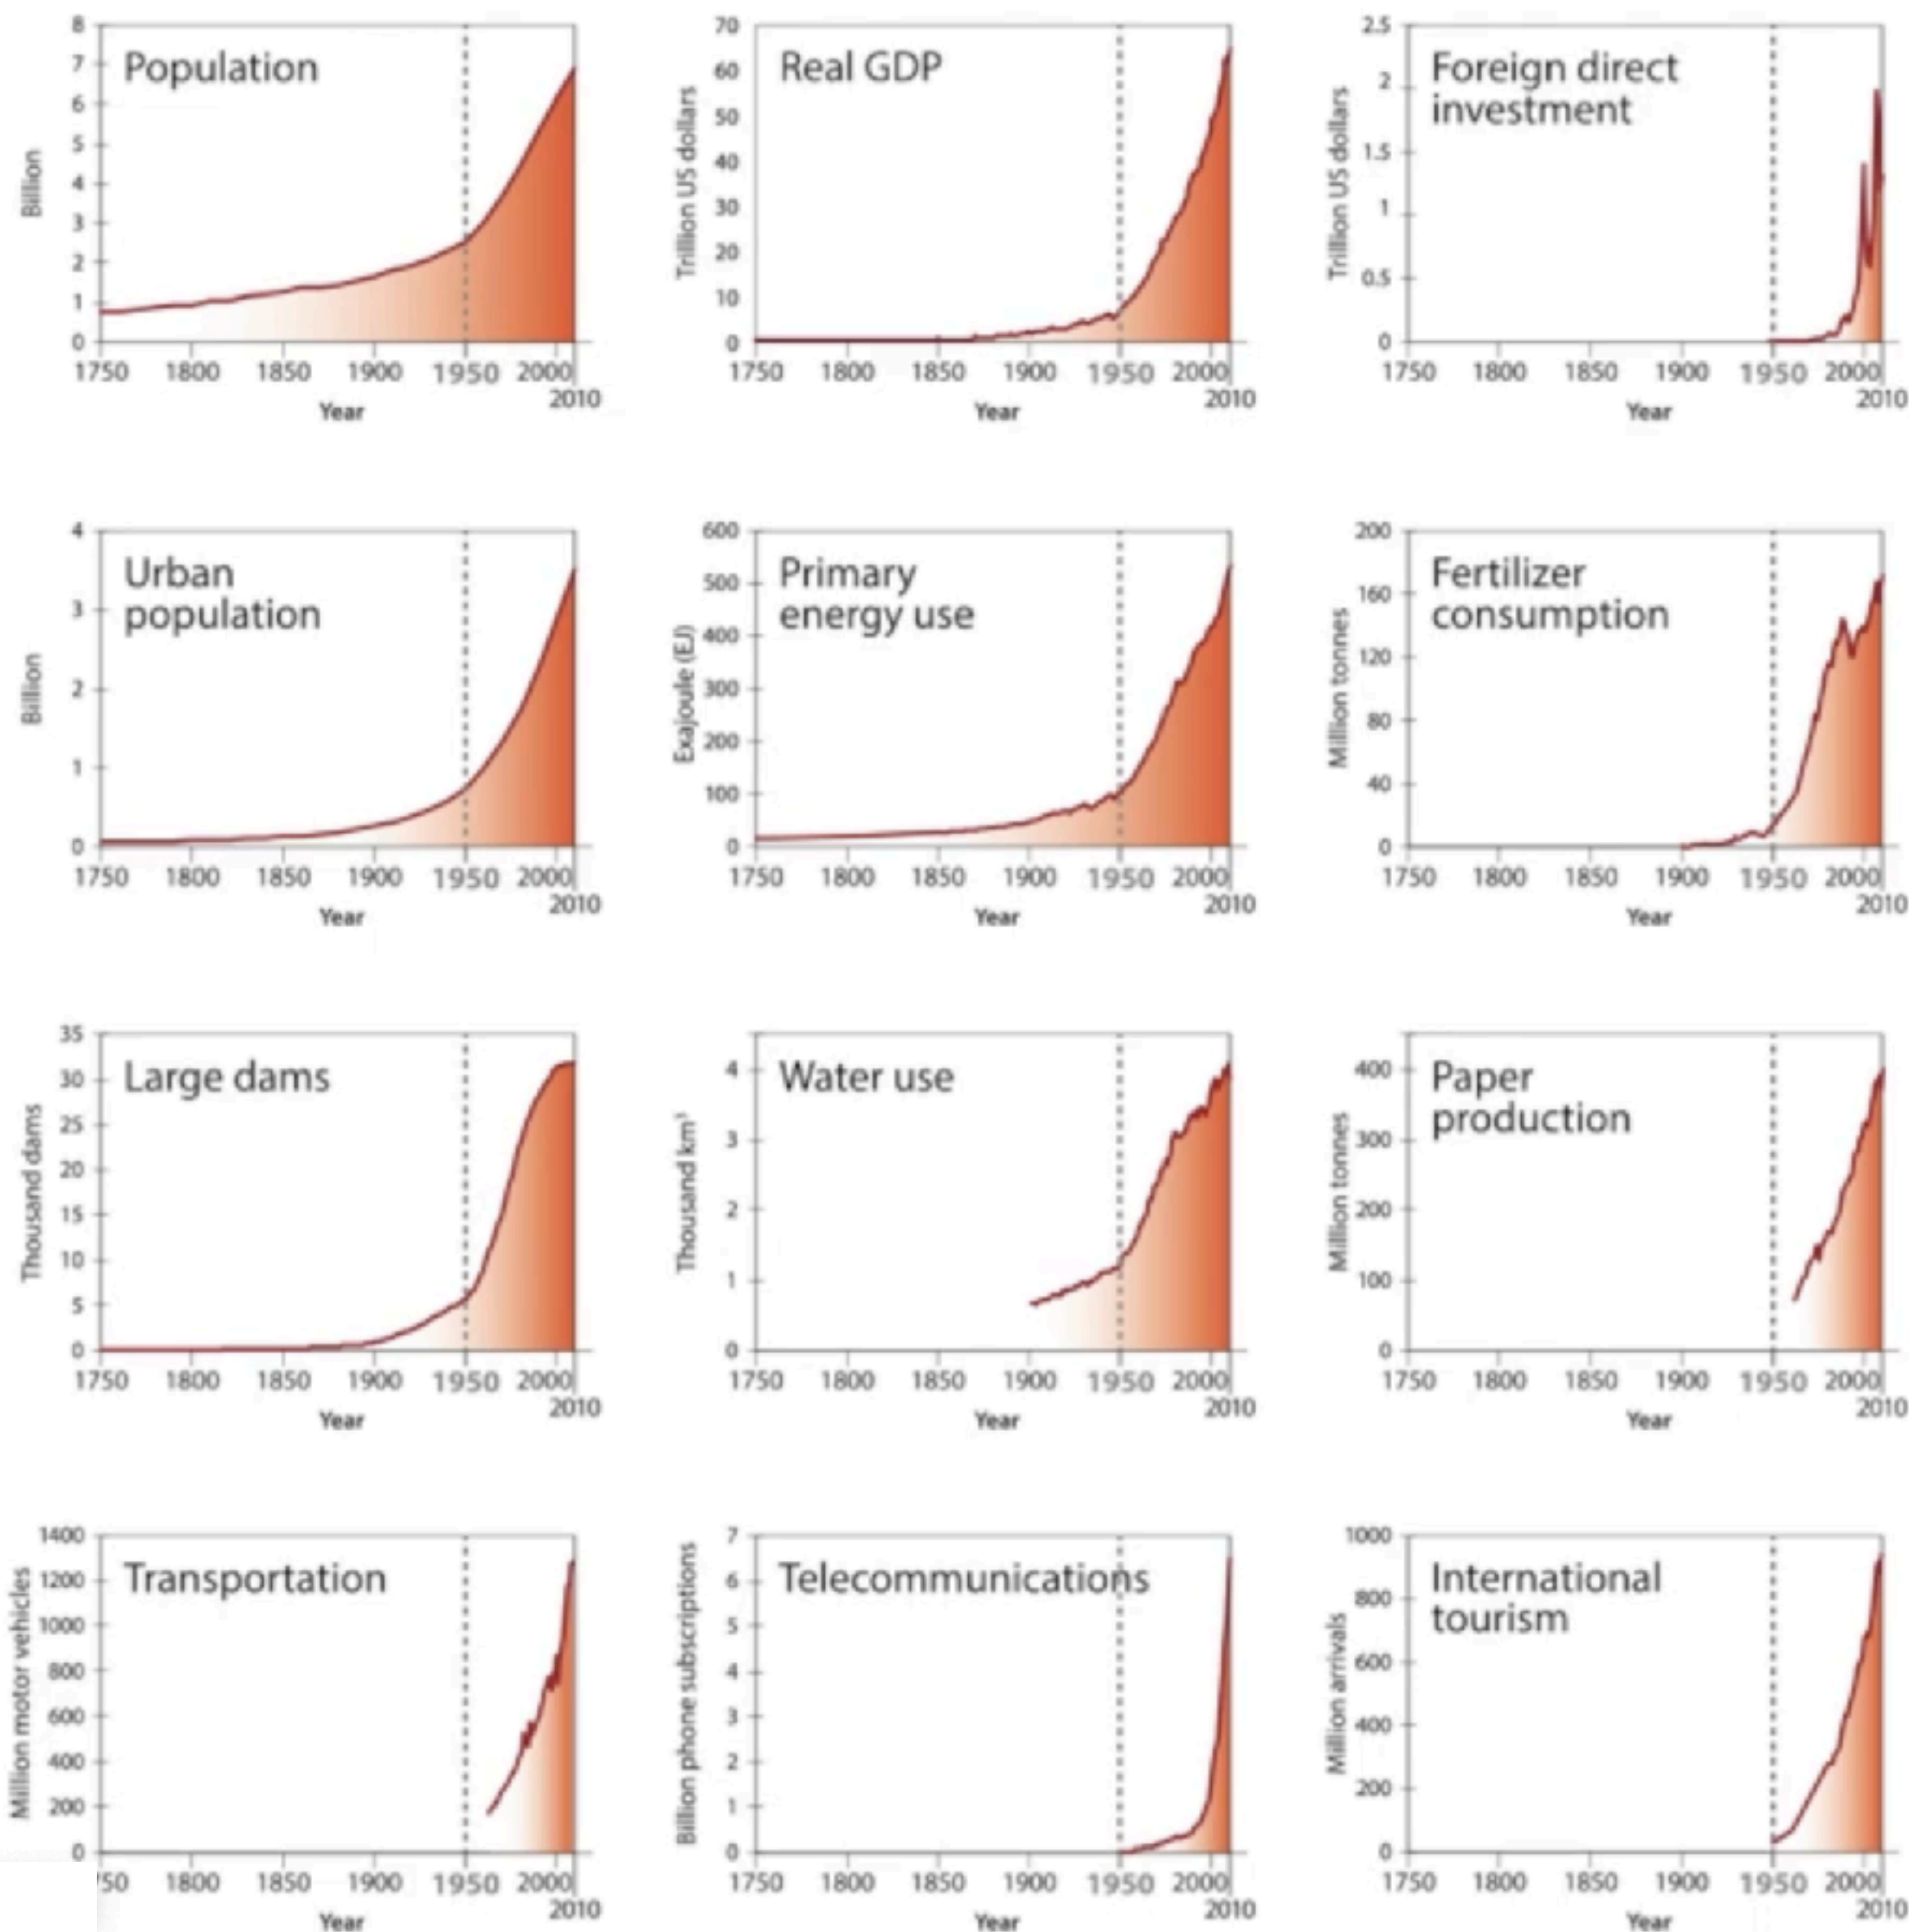 Population
Billion
8
7
6
5
4
3
2
1
0
1750 1800 1850 1900 1950 2000
2010
Year
Real GDP
Trillion US dollars
70
60
50
40
30
20
10
0
1750 1800 1850 1900 1950 2000
2010
Year
Foreign direct
investment
Trillion US dollars
2.5
2
1.5
1
0.5
0
1750 1800 1850 1900 1950 2000
2010
Year
Urban
population
Billion
4
3
2
1
0
1750 1800 1850 1900 1950 2000
2010
Year
Primary
energy use
Exajoule (EJ)
600
500
400
300
200
100
0
1750 1800 1850 1900 1950 2000
2010
Year
Fertilizer
consumption
Million tonnes
200
160
120
80
40
0
1750 1800 1850 1900 1950 2000
2010
Year
Large dams
Thousand dams
35
30
25
20
15
10
5
0
1750 1800 1850 1900 1950 2000
2010
Year
Water use
Thousand km³
4
3
2
1
0
1750 1800 1850 1900 1950 2000
2010
Year
Paper
production
Million tonnes
400
300
200
100
0
1750 1800 1850 1900 1950 2000
2010
Year
Transportation
Million motor vehicles
1400
1200
1000
800
600
400
200
0
50 1800 1850 1900 1950 2000
2010
Year
Telecommunications
Billion phone subscriptions
7
6
5
4
3
2
1
0
1750 1800 1850 1900 1950 2000
2010
Year
International
tourism
Million arrivals
1000
800
600
400
200
0
1750 1800 1850 1900 1950 2000
2010
Year